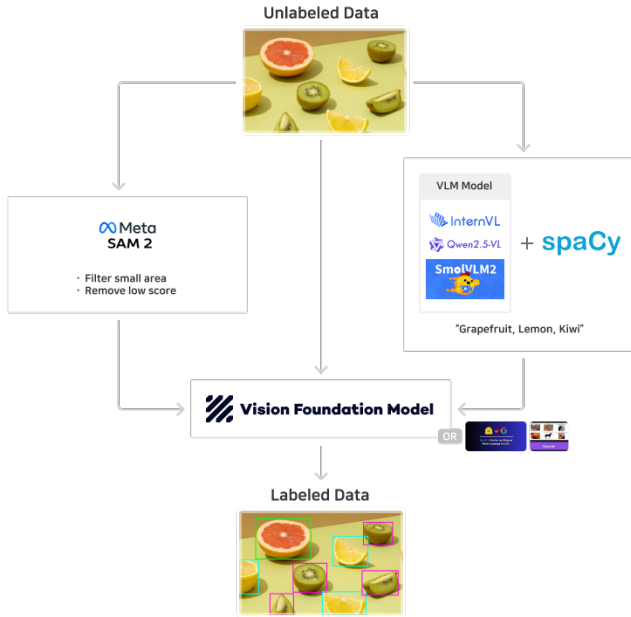 Unlabeled Data
VLM Model
InternVL
Qwen2.5-VL
SmolVLM2
+ spaCy
"Grapefruit, Lemon, Kiwi"
Meta
SAM 2
· Filter small area
· Remove low score
Vision Foundation Model
OR
Labeled Data